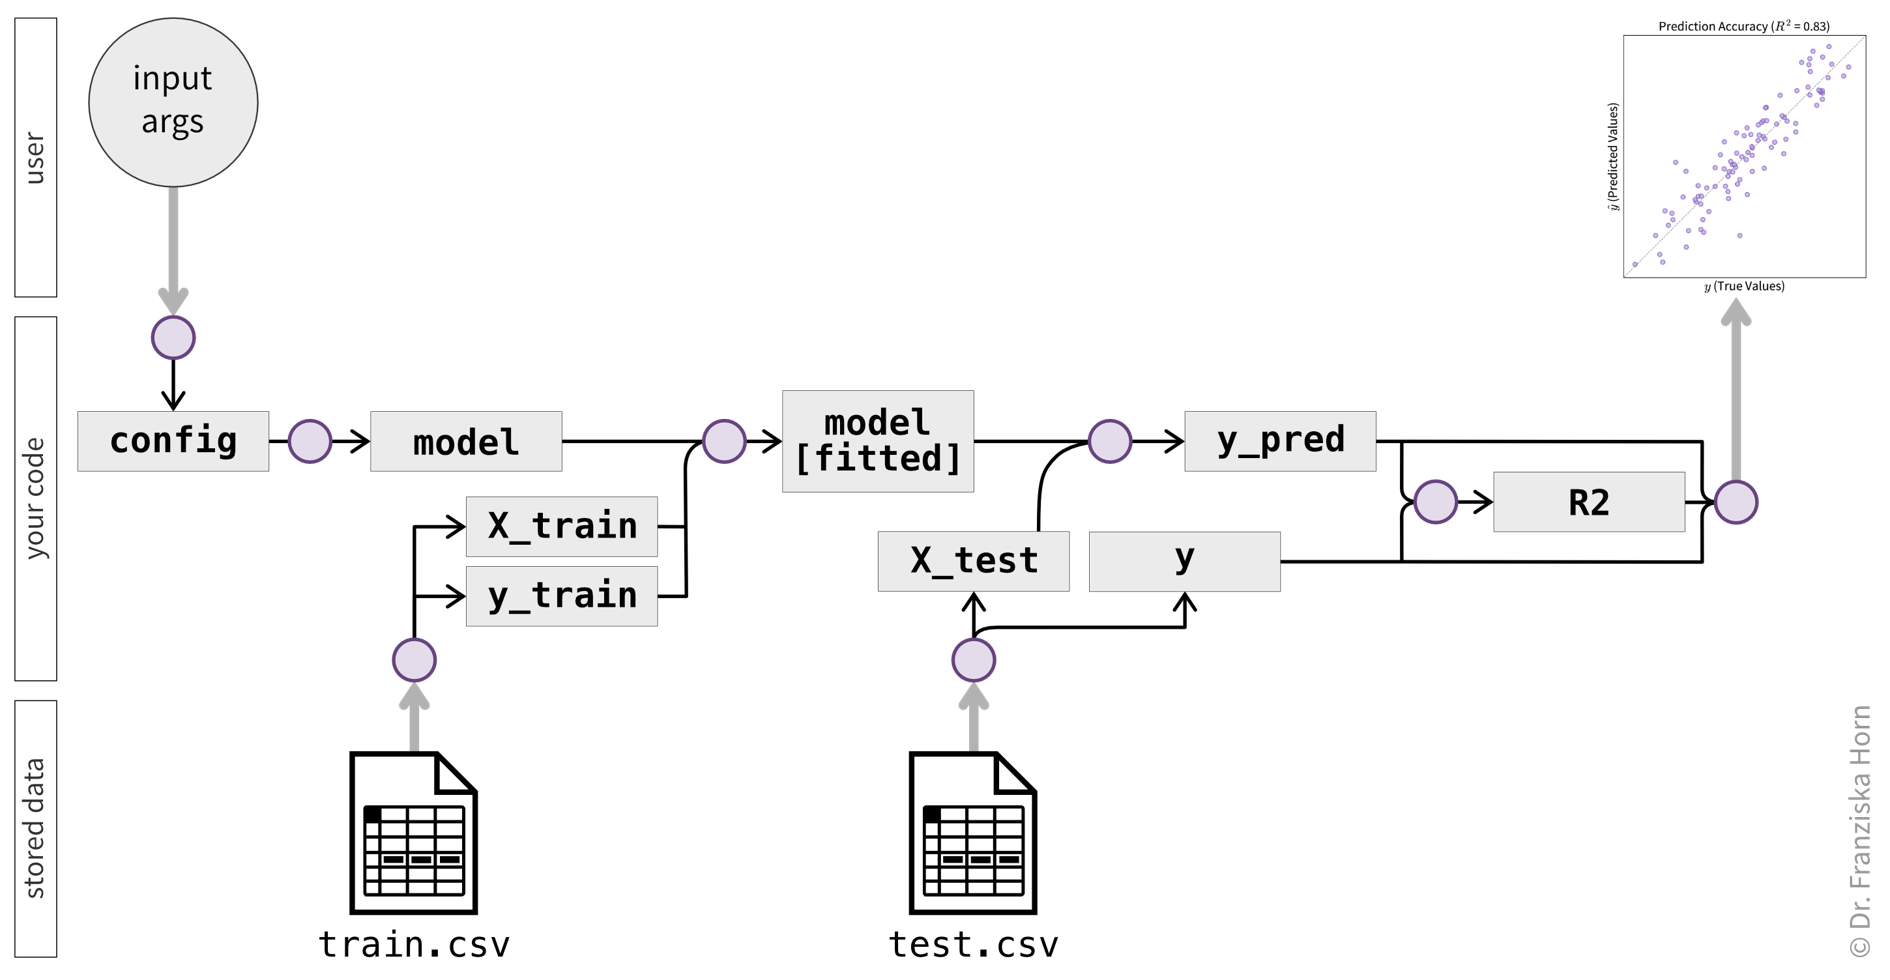 user
input
args
Prediction Accuracy (R² = 0.83)
ŷ (Predicted Values)
y (True Values)
your code
config
model
model
[fitted]
y_pred
R2
X_train
y_train
X_test
y
stored data
train.csv
test.csv
© Dr. Franziska Horn